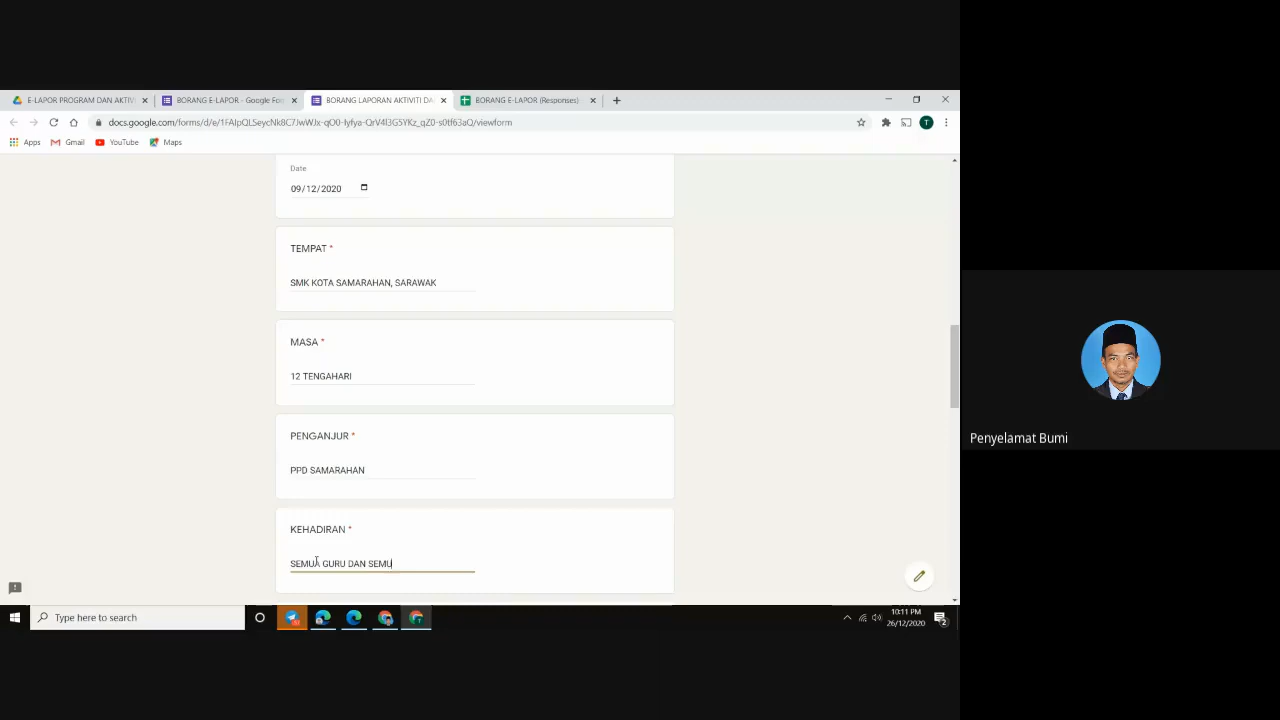 E-LAPOR PROGRAM DAN AKTIVI
BORANG E-LAPOR - Google For
BORANG LAPORAN AKTIVITI DA
BORANG E-LAPOR (Responses)
Apps
Gmail
YouTube
Maps
Date
09/12/2020
TEMPAT *
SMK KOTA SAMARAHAN, SARAWAK
MASA *
12 TENGAHARI
PENGANJUR *
PPD SAMARAHAN
KEHADIRAN *
SEMUA GURU DAN SEMU
Penyelamat Bumi
Type here to search
10:11 PM
26/12/2020